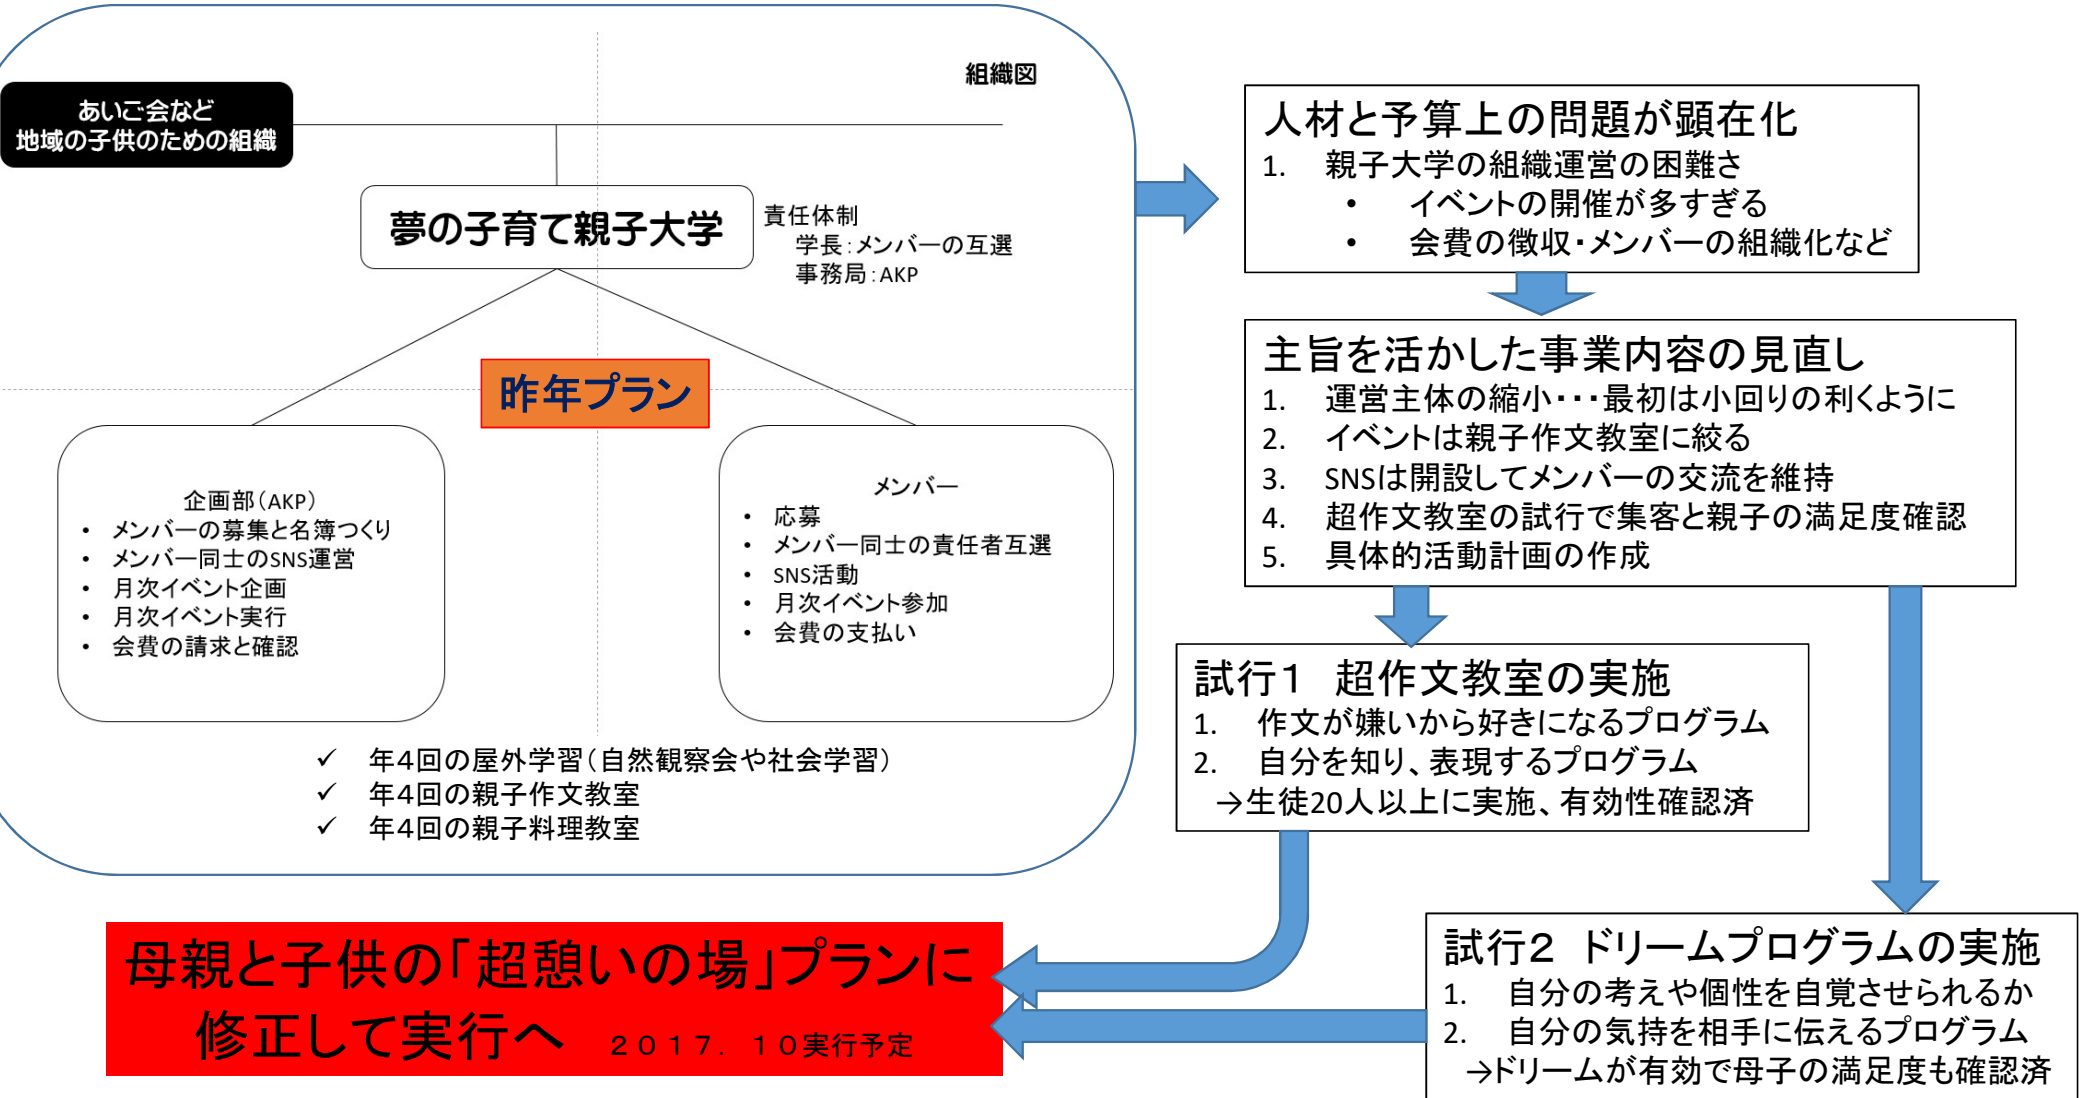 組織図
あいご会など
地域の子供のための組織
夢の子育て親子大学
責任体制
学長：メンバーの互選
事務局：AKP
昨年プラン
企画部（AKP）
• メンバーの募集と名簿つくり
• メンバー同士のSNS運営
• 月次イベント企画
• 月次イベント実行
• 会費の請求と確認
メンバー
• 応募
• メンバー同士の責任者互選
• SNS活動
• 月次イベント参加
• 会費の支払い
✓ 年４回の屋外学習（自然観察会や社会学習）
✓ 年４回の親子作文教室
✓ 年４回の親子料理教室
人材と予算上の問題が顕在化
1. 親子大学の組織運営の困難さ
• イベントの開催が多すぎる
• 会費の徴収・メンバーの組織化など
主旨を活かした事業内容の見直し
1. 運営主体の縮小・・・最初は小回りの利くように
2. イベントは親子作文教室に絞る
3. SNSは開設してメンバーの交流を維持
4. 超作文教室の試行で集客と親子の満足度確認
5. 具体的活動計画の作成
試行１　超作文教室の実施
1. 作文が嫌いから好きになるプログラム
2. 自分を知り、表現するプログラム
→生徒20人以上に実施、有効性確認済
試行２ ドリームプログラムの実施
1. 自分の考えや個性を自覚させられるか
2. 自分の気持を相手に伝えるプログラム
→ドリームが有効で母子の満足度も確認済
母親と子供の「超憩いの場」プランに
修正して実行へ　２０１７．１０実行予定